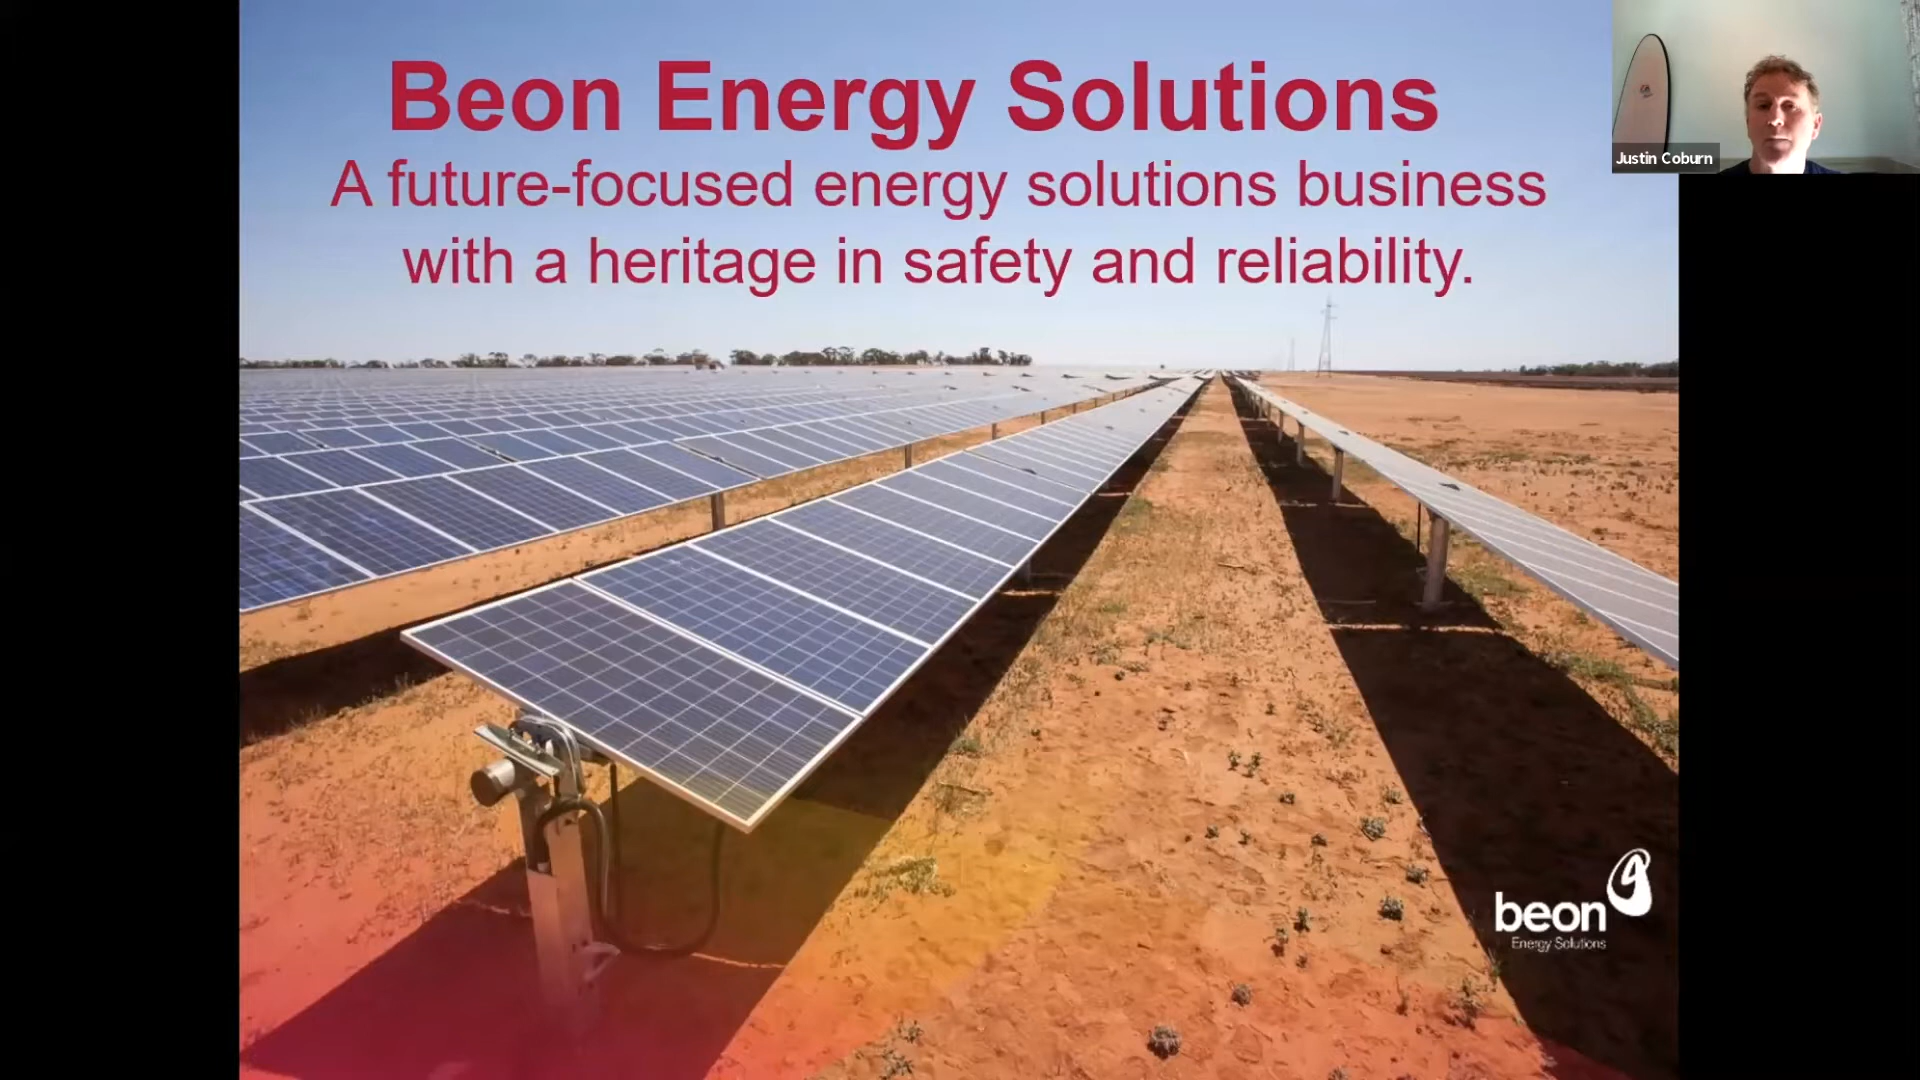 Beon Energy Solutions
A future-focused energy solutions business
with a heritage in safety and reliability.
Justin Coburn
beon
Energy Solutions